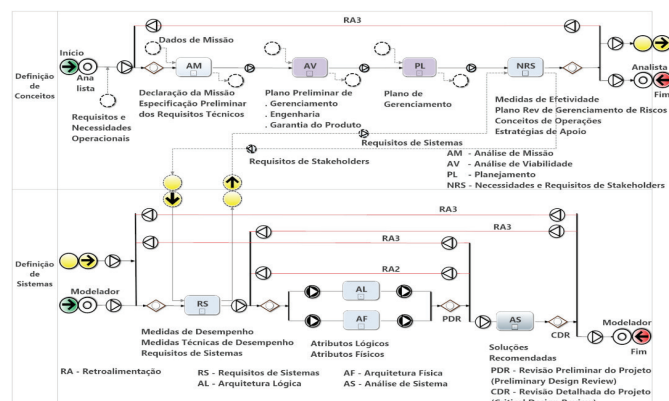 RA3
Início
Dados de Missão
Ana
lista
AM
AV
PL
NRS
Analista
Fim
Definição
de
Conceitos
Requisitos e
Necessidades
Operacionais
Declaração da Missão
Especificação Preliminar
dos Requisitos Técnicos
Plano Preliminar de
. Gerenciamento
. Engenharia
. Garantia do Produto
Plano de
Gerenciamento
Medidas de Efetividade
Plano Rev de Gerenciamento de Riscos
Conceitos de Operações
Estratégias de Apoio
Requisitos de Sistemas
Requisitos de Stakeholders
AM - Análise de Missão
AV - Análise de Viabilidade
PL - Planejamento
NRS - Necessidades e Requisitos de Stakeholders
RA3
RA3
RA3
RA2
Definição
de
Sistemas
Modelador
RS
AL
AF
PDR
AS
CDR
Modelador
Fim
Medidas de Desempenho
Medidas Técnicas de Desempenho
Requisitos de Sistemas
Atributos Lógicos
Atributos Físicos
Soluções
Recomendadas
RA - Retroalimentação
RS - Requisitos de Sistemas
AL - Arquitetura Lógica
AF - Arquitetura Física
AS - Análise de Sistema
PDR - Revisão Preliminar do Projeto
(Preliminary Design Review)
CDR - Revisão Detalhada do Projeto
(Critical Design Review)